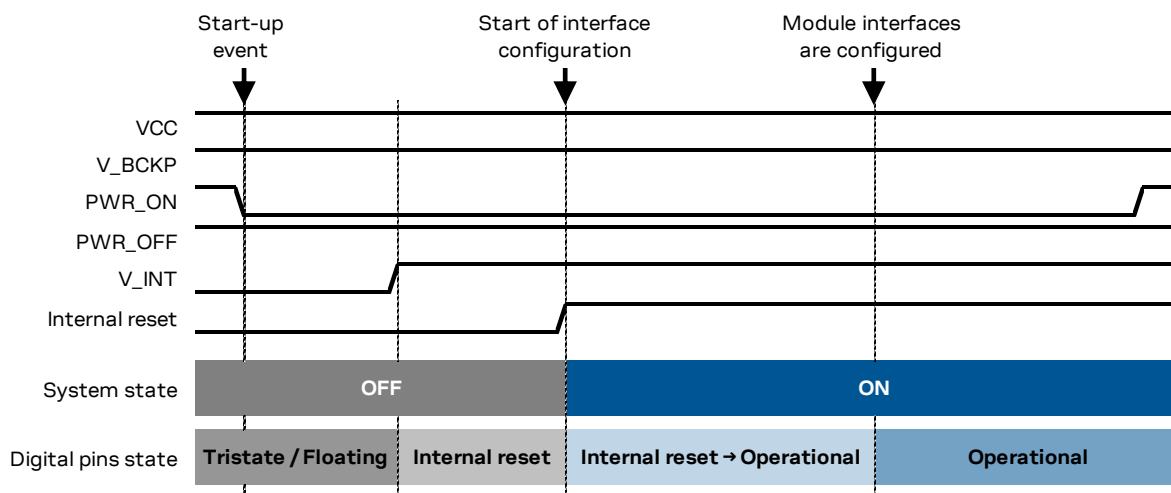 Start-up
event
Start of interface
configuration
Module interfaces
are configured
VCC
V_BCKP
PWR_ON
PWR_OFF
V_INT
Internal reset
System state
OFF
ON
Digital pins state
Tristate / Floating
Internal reset
Internal reset → Operational
Operational